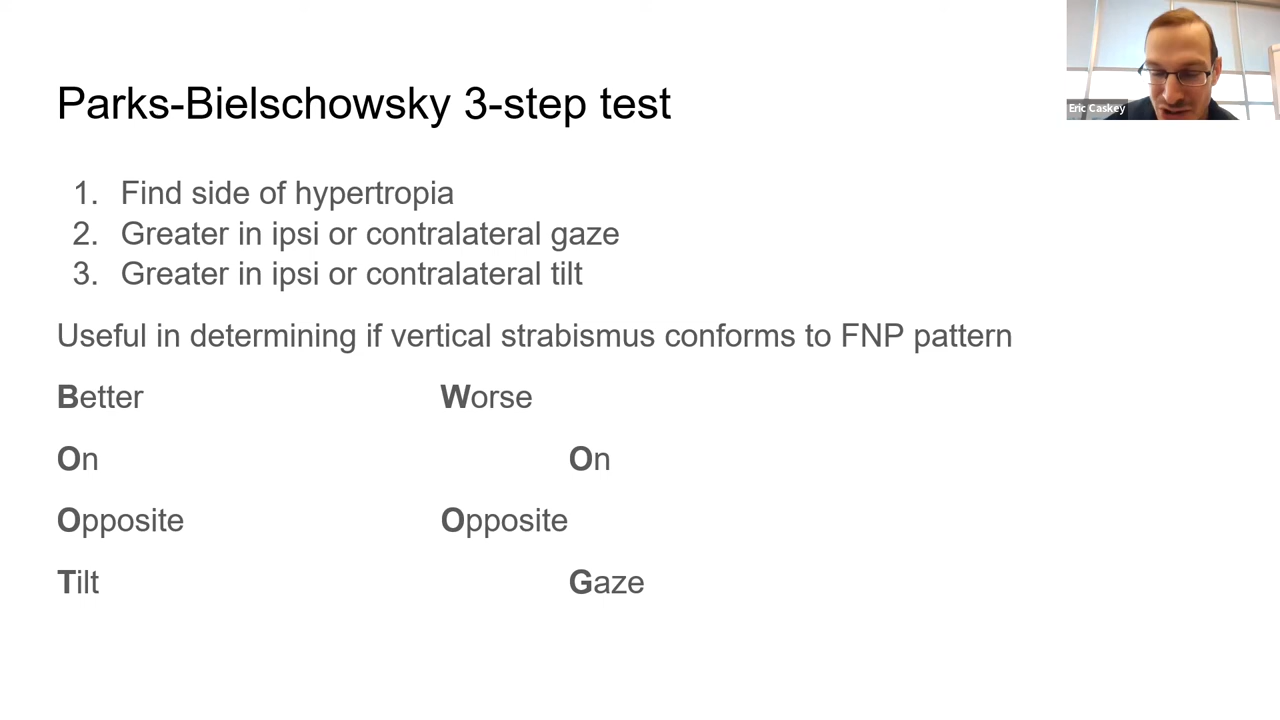 Parks-Bielschowsky 3-step test
Eric Caskey
1. Find side of hypertropia
2. Greater in ipsi or contralateral gaze
3. Greater in ipsi or contralateral tilt
Useful in determining if vertical strabismus conforms to FNP pattern
Better Worse
On On
Opposite Opposite
Tilt Gaze